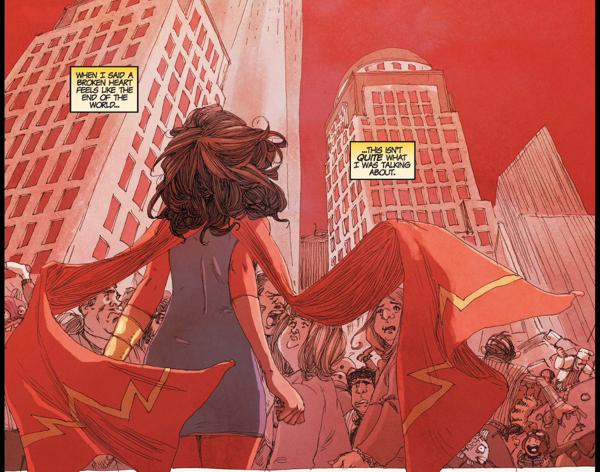 WHEN I SAID A
BROKEN HEART
FEELS LIKE THE
END OF THE
WORLD...
...THIS ISN'T
QUITE WHAT
I WAS TALKING
ABOUT.